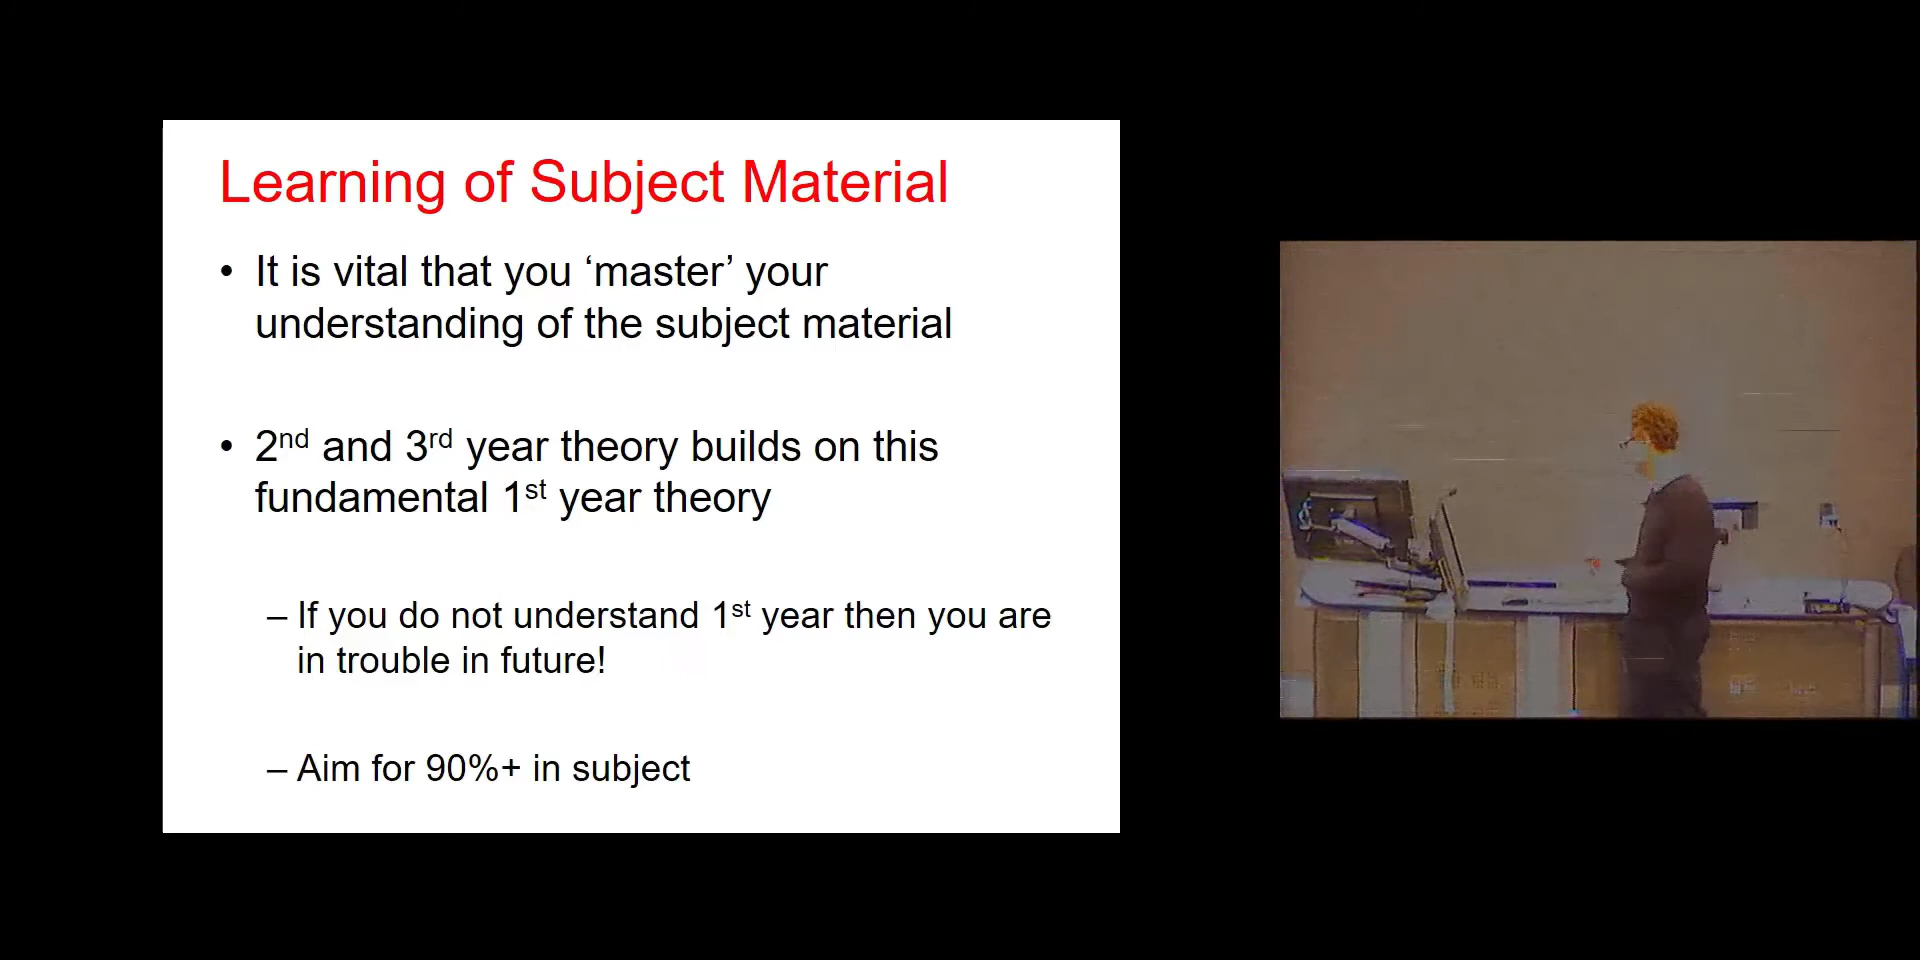 Learning of Subject Material
• It is vital that you ‘master’ your
understanding of the subject material
• 2nd and 3rd year theory builds on this
fundamental 1st year theory
– If you do not understand 1st year then you are
in trouble in future!
– Aim for 90%+ in subject